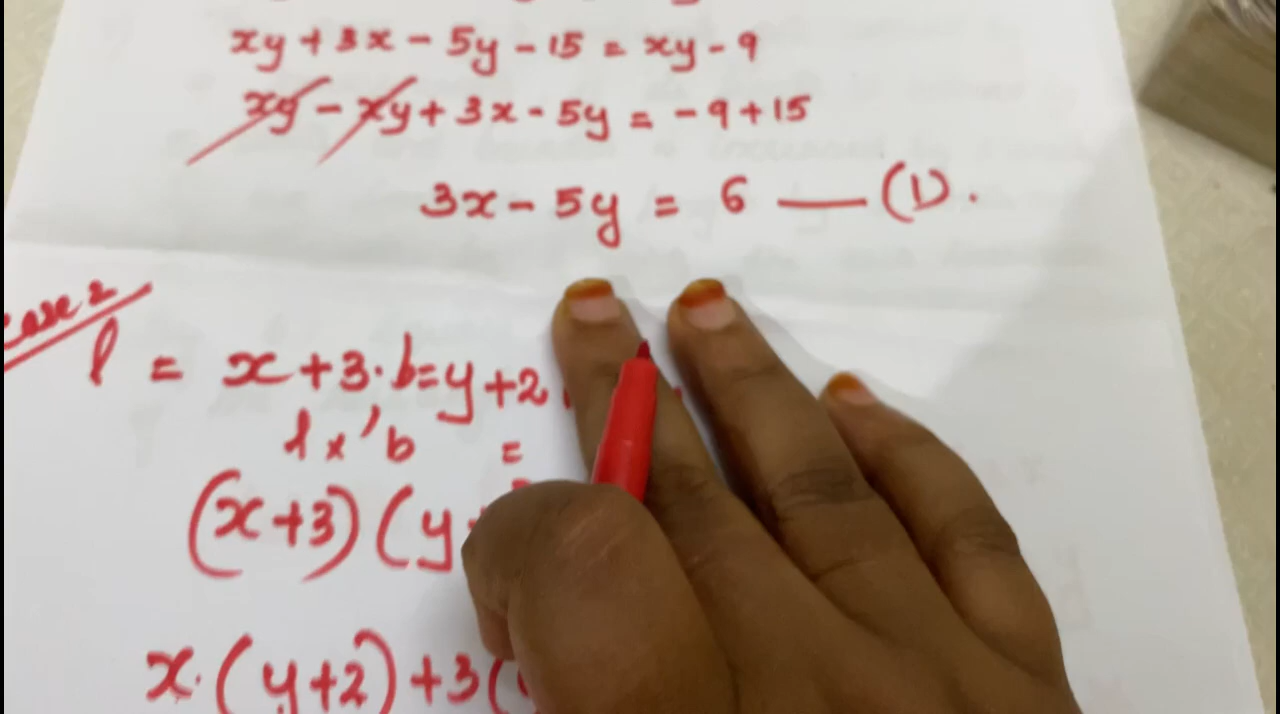 xy + 3x - 5y - 15 = xy - 9
xy - xy + 3x - 5y = - 9 + 15
3x - 5y = 6 — (1).
Case 2
l = x + 3. b = y + 2
l x b =
(x + 3) (y
x. (y + 2) + 3 (